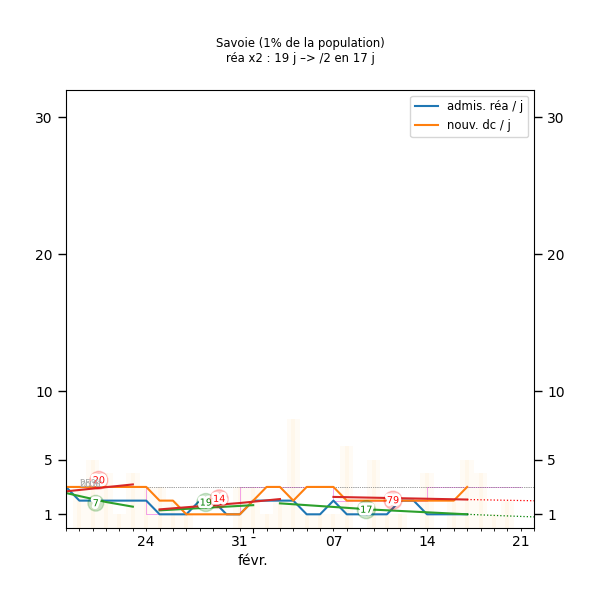 Savoie (1% de la population)
réa x2 : 19 j –> /2 en 17 j
admis. réa / j
nouv. dc / j
30 30
20 20
10 10
5 5
1 1
20
7
19
14
79
17
24 31 07 14 21
févr.